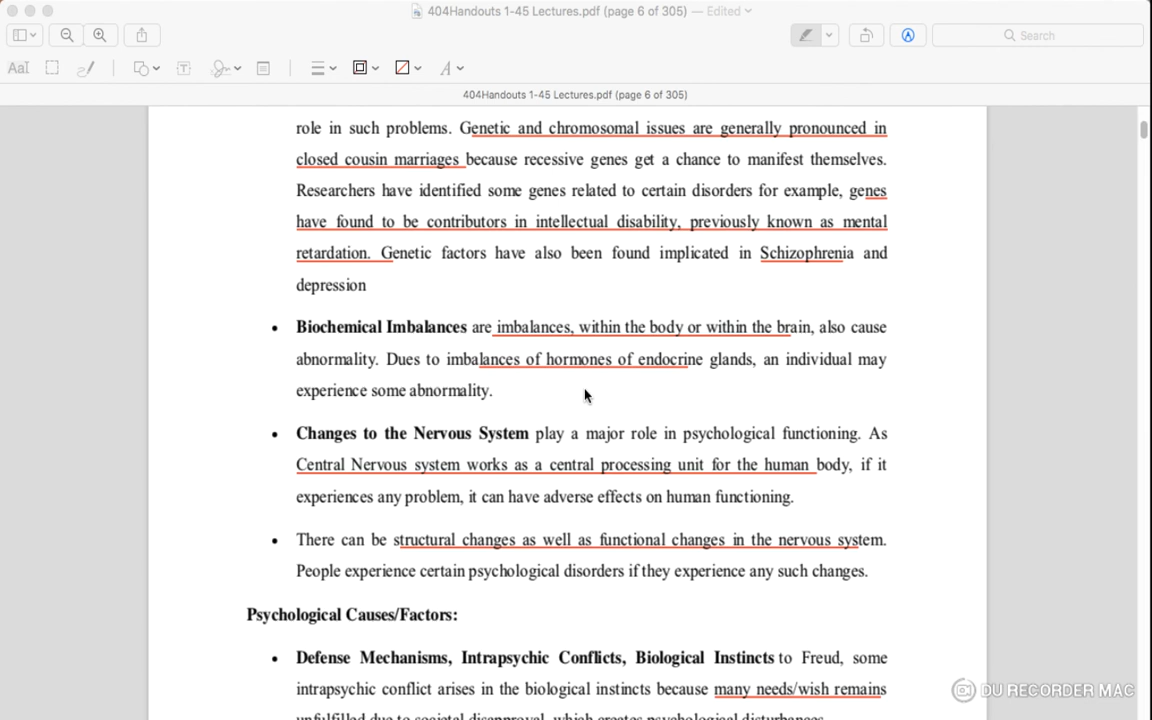 404Handouts 1-45 Lectures.pdf (page 6 of 305) — Edited
Search
AaI
T
A
404Handouts 1-45 Lectures.pdf (page 6 of 305)
role in such problems. Genetic and chromosomal issues are generally pronounced in
closed cousin marriages because recessive genes get a chance to manifest themselves.
Researchers have identified some genes related to certain disorders for example, genes
have found to be contributors in intellectual disability, previously known as mental
retardation. Genetic factors have also been found implicated in Schizophrenia and
depression
• Biochemical Imbalances are imbalances, within the body or within the brain, also cause
abnormality. Dues to imbalances of hormones of endocrine glands, an individual may
experience some abnormality.
• Changes to the Nervous System play a major role in psychological functioning. As
Central Nervous system works as a central processing unit for the human body, if it
experiences any problem, it can have adverse effects on human functioning.
• There can be structural changes as well as functional changes in the nervous system.
People experience certain psychological disorders if they experience any such changes.
Psychological Causes/Factors:
• Defense Mechanisms, Intrapsychic Conflicts, Biological Instincts to Freud, some
intrapsychic conflict arises in the biological instincts because many needs/wish remains
unfulfilled due to societal disapproval, which creates psychological disturbances.
DU RECORDER MAC